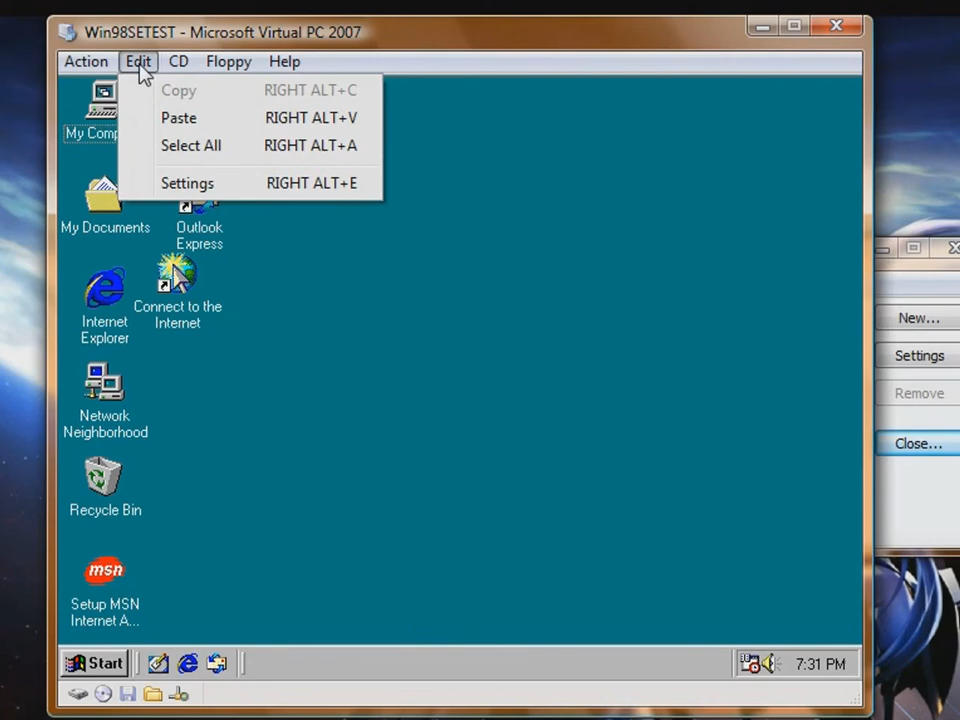 Win98SETEST - Microsoft Virtual PC 2007
Action Edit CD Floppy Help
Copy RIGHT ALT+C
Paste RIGHT ALT+V
Select All RIGHT ALT+A
Settings RIGHT ALT+E
My Comp
My Documents
Outlook
Express
Connect to the
Internet
Internet
Explorer
Network
Neighborhood
Recycle Bin
msn
Setup MSN
Internet A...
Start
7:31 PM
New...
Settings
Remove
Close...